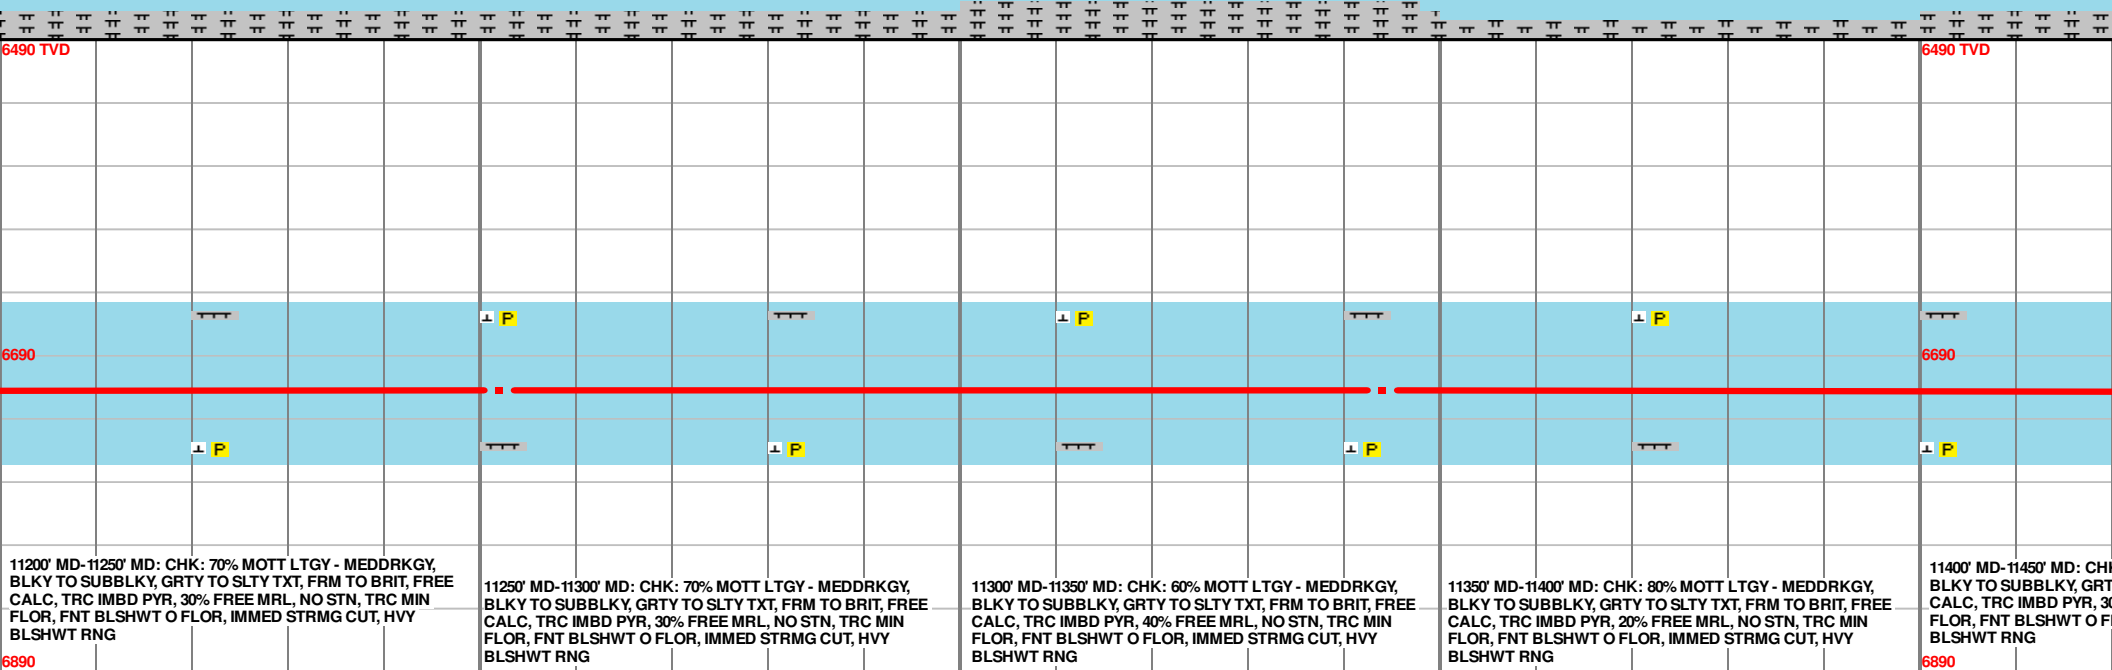 6490 TVD
6490 TVD
P
P
P
6690
6690
P
P
P
P
11200' MD-11250' MD: CHK: 70% MOTT LTGY - MEDDRKGY,
BLKY TO SUBBLKY, GRTY TO SLTY TXT, FRM TO BRIT, FREE
CALC, TRC IMBD PYR, 30% FREE MRL, NO STN, TRC MIN
FLOR, FNT BLSHWT O FLOR, IMMED STRMG CUT, HVY
BLSHWT RNG
11250' MD-11300' MD: CHK: 70% MOTT LTGY - MEDDRKGY,
BLKY TO SUBBLKY, GRTY TO SLTY TXT, FRM TO BRIT, FREE
CALC, TRC IMBD PYR, 30% FREE MRL, NO STN, TRC MIN
FLOR, FNT BLSHWT O FLOR, IMMED STRMG CUT, HVY
BLSHWT RNG
11300' MD-11350' MD: CHK: 60% MOTT LTGY - MEDDRKGY,
BLKY TO SUBBLKY, GRTY TO SLTY TXT, FRM TO BRIT, FREE
CALC, TRC IMBD PYR, 40% FREE MRL, NO STN, TRC MIN
FLOR, FNT BLSHWT O FLOR, IMMED STRMG CUT, HVY
BLSHWT RNG
11350' MD-11400' MD: CHK: 80% MOTT LTGY - MEDDRKGY,
BLKY TO SUBBLKY, GRTY TO SLTY TXT, FRM TO BRIT, FREE
CALC, TRC IMBD PYR, 20% FREE MRL, NO STN, TRC MIN
FLOR, FNT BLSHWT O FLOR, IMMED STRMG CUT, HVY
BLSHWT RNG
11400' MD-11450' MD:
BLKY TO SUBBLKY,
CALC, TRC IMBD PYR,
FLOR, FNT BLSHWT O
BLSHWT RNG
6890
6890